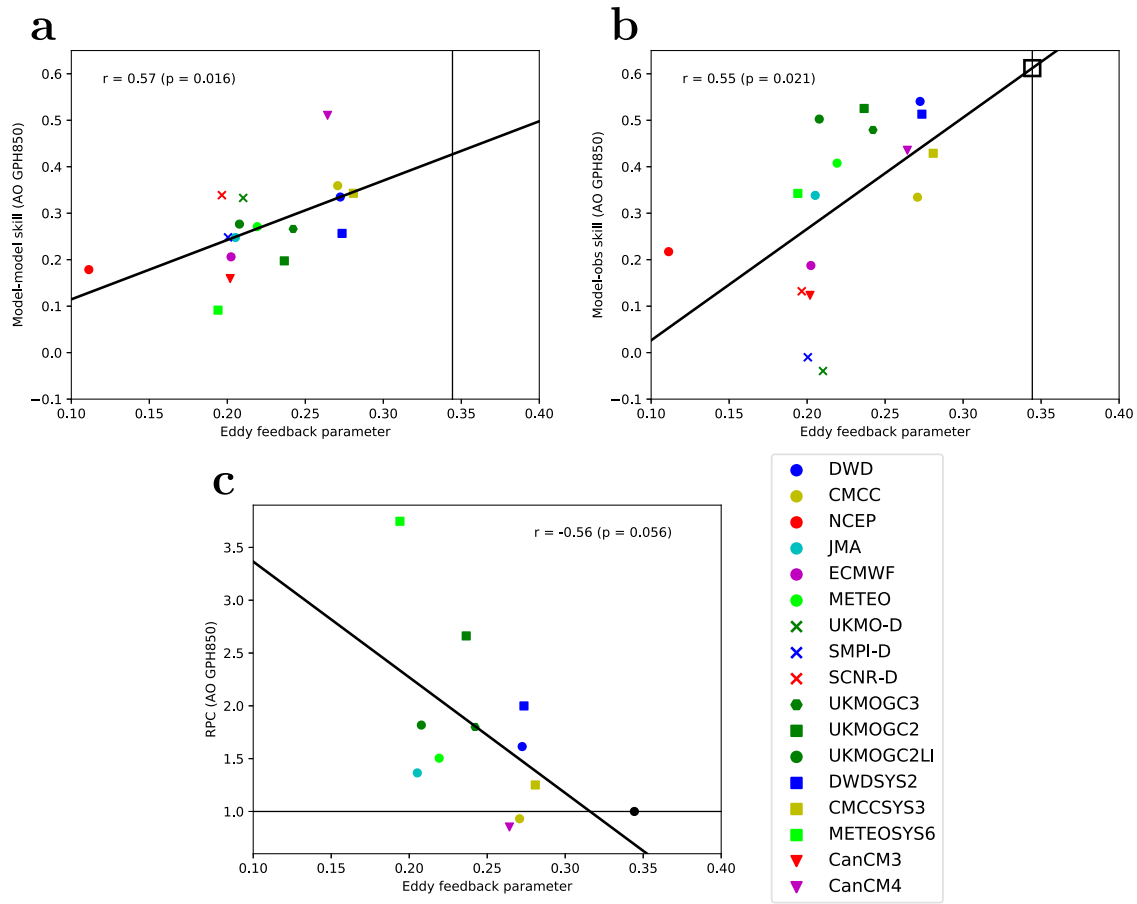 a
r = 0.57 (p = 0.016)
Model-model skill (AO GPH850)
0.6
0.5
0.4
0.3
0.2
0.1
0.0
−0.1
0.10
0.15
0.20
0.25
0.30
0.35
0.40
Eddy feedback parameter
b
r = 0.55 (p = 0.021)
Model-obs skill (AO GPH850)
0.6
0.5
0.4
0.3
0.2
0.1
0.0
−0.1
0.10
0.15
0.20
0.25
0.30
0.35
0.40
Eddy feedback parameter
c
r = -0.56 (p = 0.056)
RPC (AO GPH850)
3.5
3.0
2.5
2.0
1.5
1.0
0.10
0.15
0.20
0.25
0.30
0.35
0.40
Eddy feedback parameter
DWD
CMCC
NCEP
JMA
ECMWF
METEO
UKMO-D
SMPI-D
SCNR-D
UKMOGC3
UKMOGC2
UKMOGC2LI
DWDSYS2
CMCCSYS3
METEOSYS6
CanCM3
CanCM4